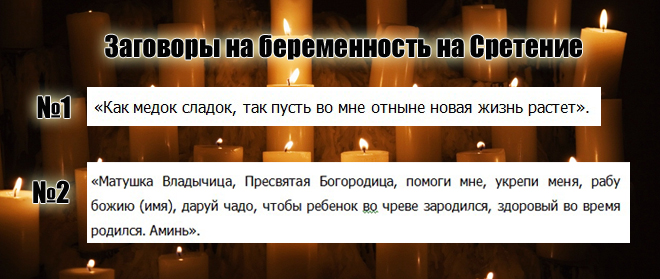 Заговоры на беременность на Сретение
№1
«Как медок сладок, так пусть во мне отныне новая жизнь растет».
№2
«Матушка Владычица, Пресвятая Богородица, помоги мне, укрепи меня, рабу
божию (имя), даруй чадо, чтобы ребенок во чреве зародился, здоровый во время
родился. Аминь».